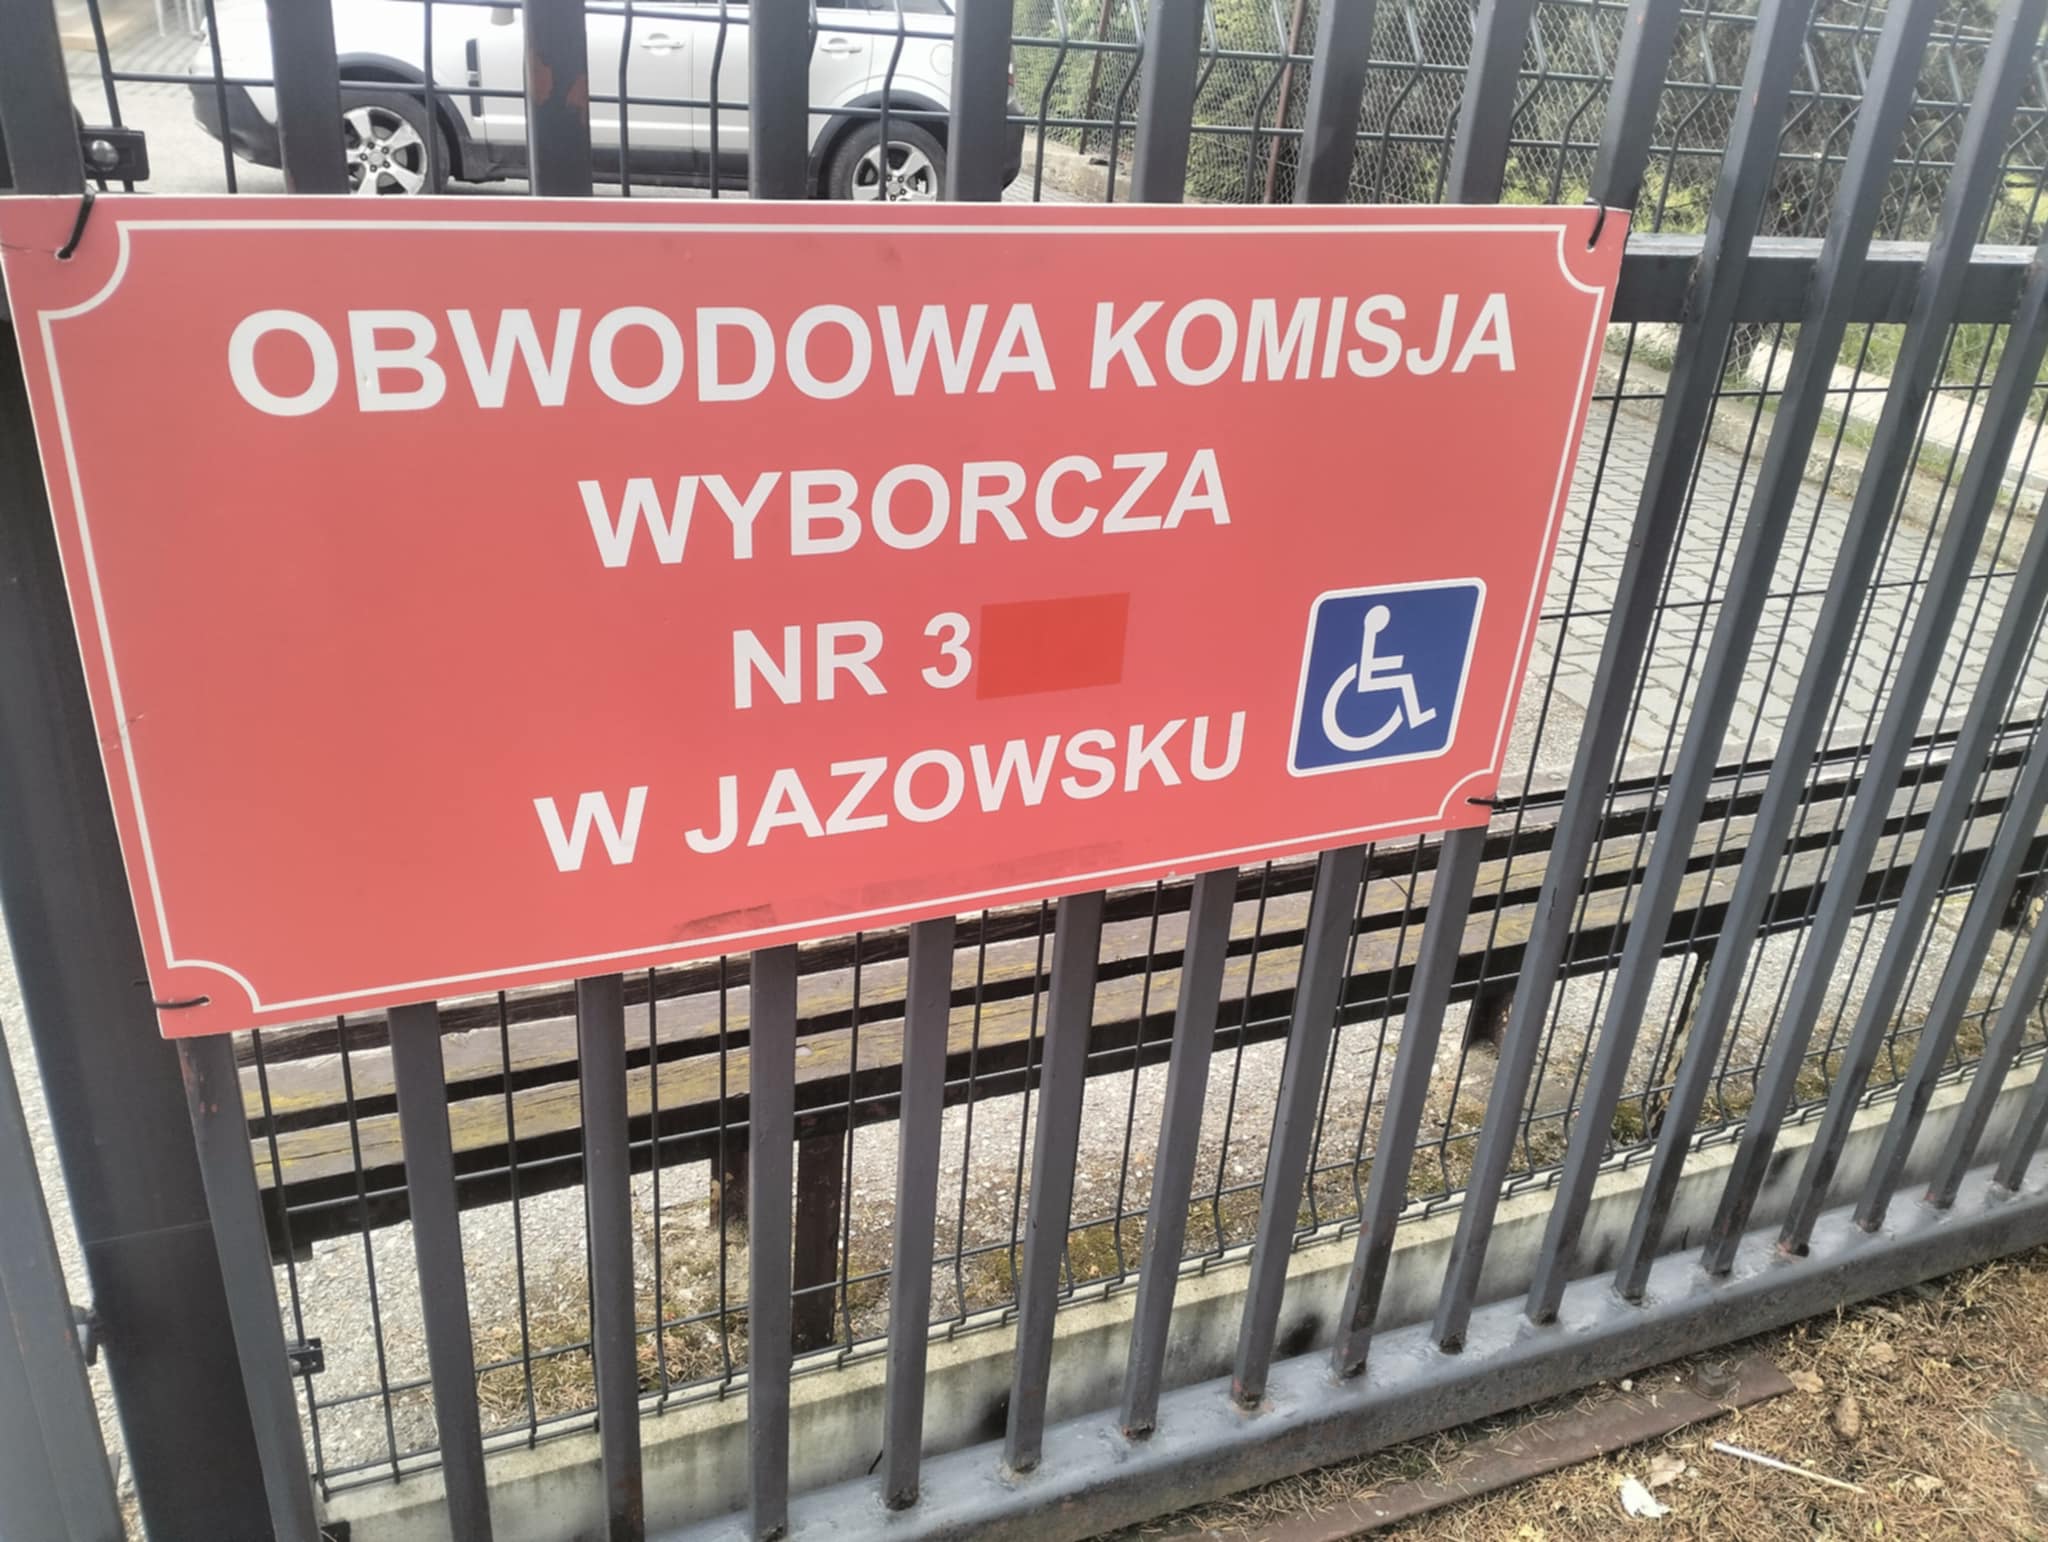 OBWODOWA KOMISJA
WYBORCZA
NR 3
W JAZOWSKU